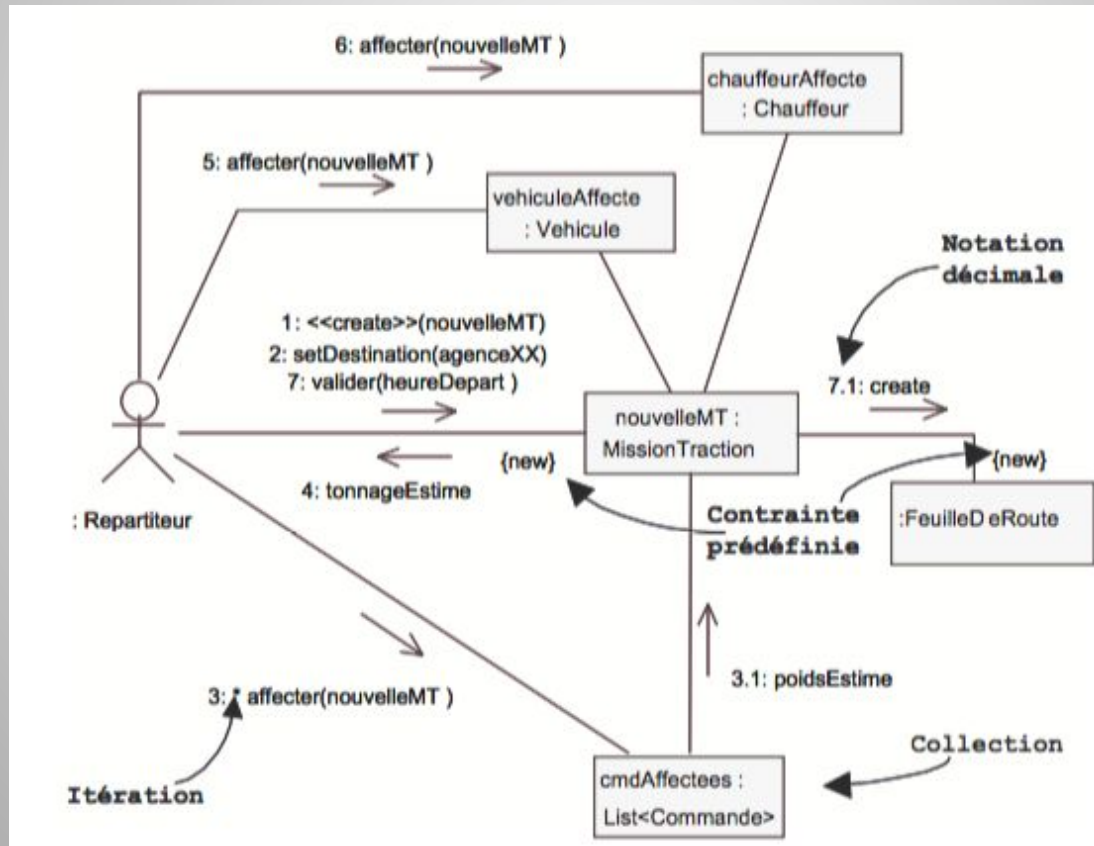 6: affecter(nouvelleMT )
chauffeurAffecte
: Chauffeur
5: affecter(nouvelleMT )
vehiculeAffecte
: Vehicule
Notation
décimale
1: <<create>>(nouvelleMT)
2: setDestination(agenceXX)
7: valider(heureDepart )
7.1: create
nouvelleMT :
MissionTraction
{new}
{new}
4: tonnageEstime
: Repartiteur
Contrainte
prédéfinie
:FeuilleD eRoute
3: * affecter(nouvelleMT )
3.1: poidsEstime
Itération
Collection
cmdAffectees :
List<Commande>